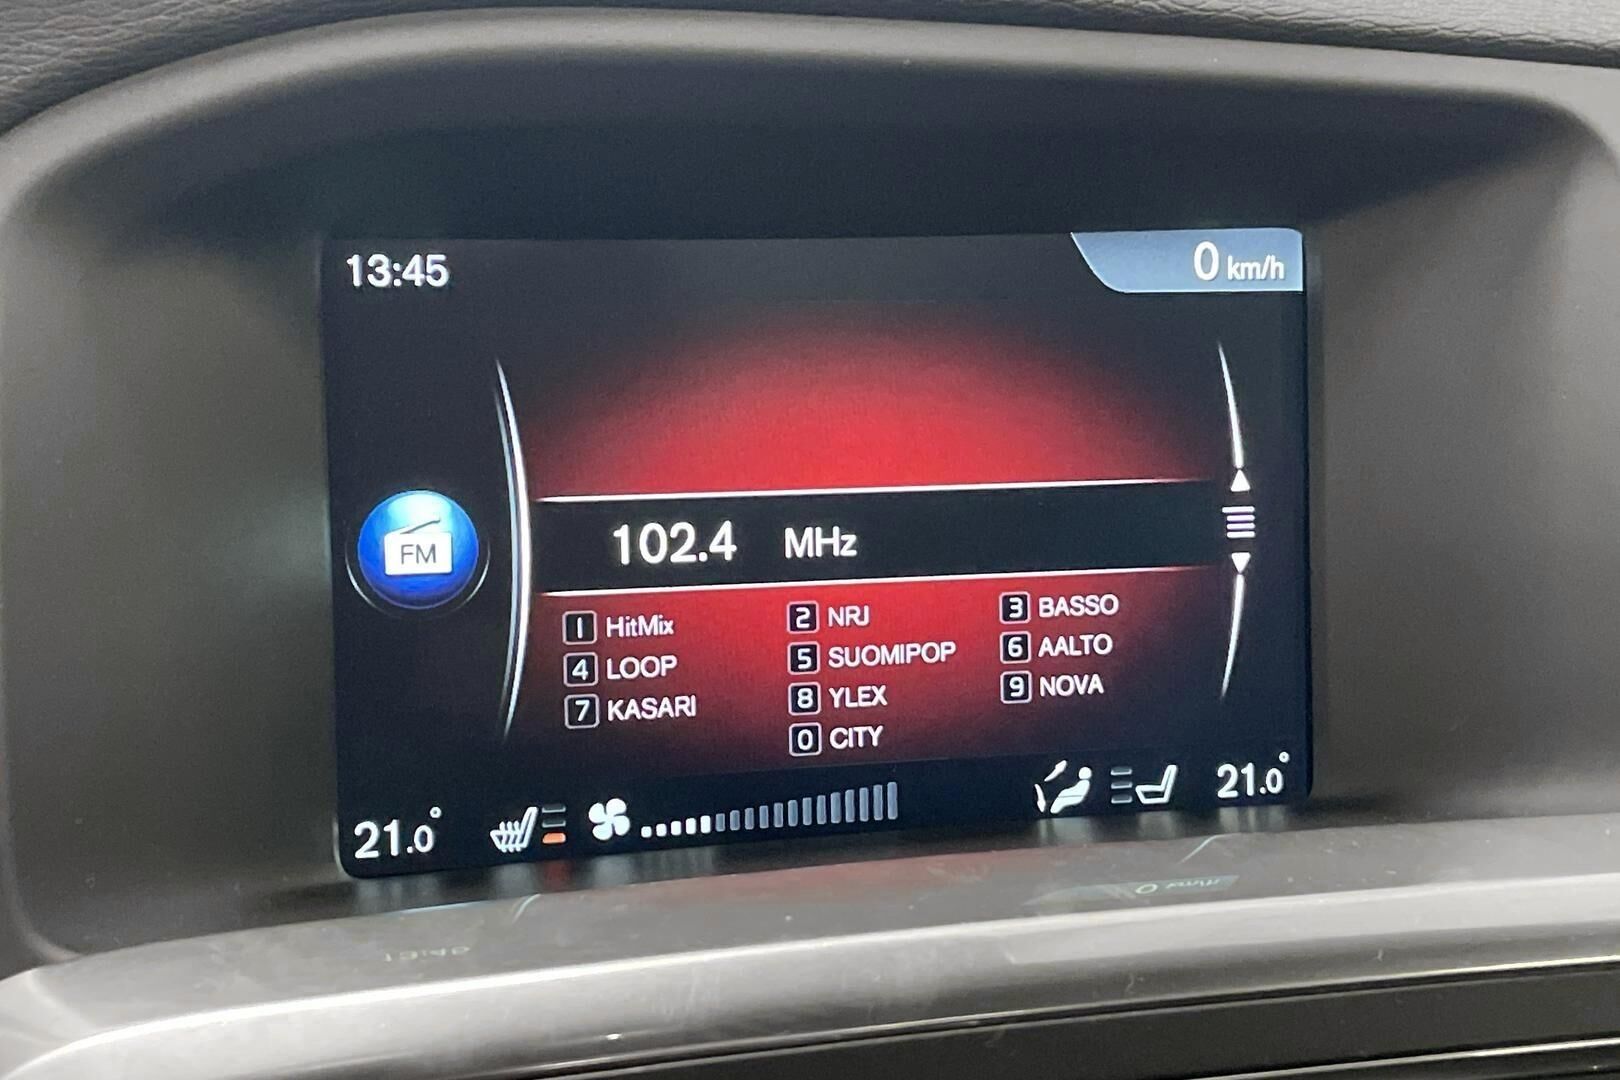 13:45 0 km/h
FM 102.4 MHz
1 HitMix 2 NRJ 3 BASSO
4 LOOP 5 SUOMIPOP 6 AALTO
7 KASARI 8 YLEX 9 NOVA
0 CITY
21.0° 21.0°